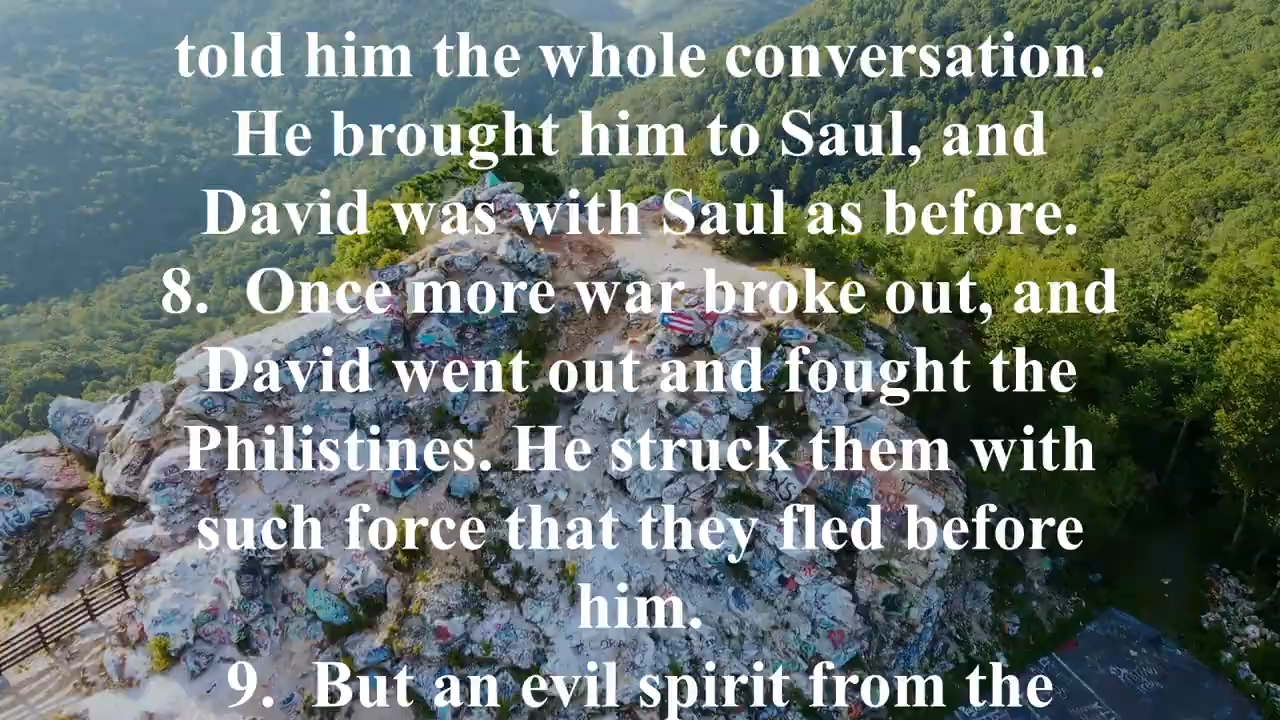 told him the whole conversation.
He brought him to Saul, and
David was with Saul as before.
8.  Once more war broke out, and
David went out and fought the
Philistines. He struck them with
such force that they fled before
him.
9.  But an evil spirit from the